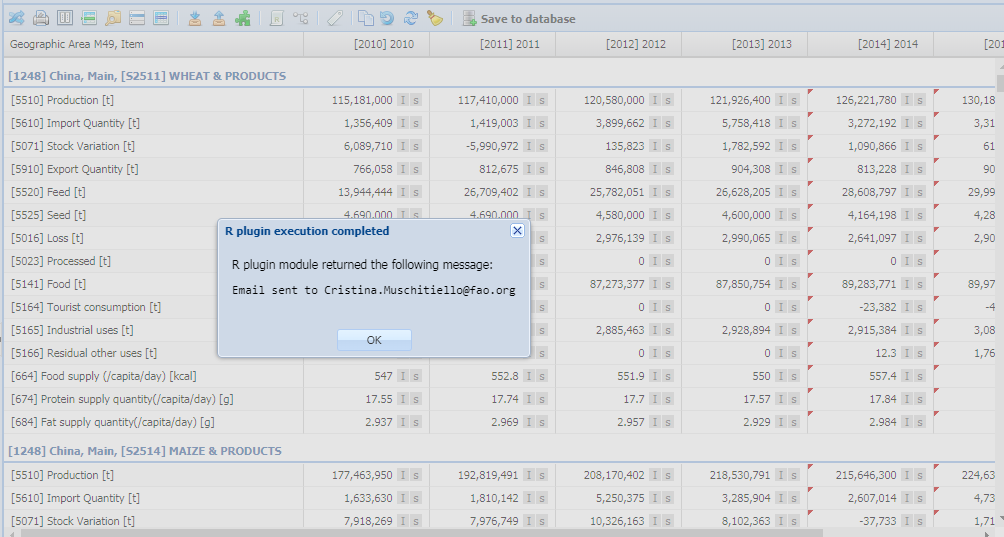 Save to database
Geographic Area M49, Item [2010] 2010 [2011] 2011 [2012] 2012 [2013] 2013 [2014] 2014 [201
[1248] China, Main, [S2511] WHEAT & PRODUCTS
[5510] Production [t] 115,181,000 I s 117,410,000 I s 120,580,000 I s 121,926,400 I s 126,221,780 I s 130,18
[5610] Import Quantity [t] 1,356,409 I s 1,419,003 I s 3,899,662 I s 5,758,418 I s 3,272,192 I s 3,31
[5071] Stock Variation [t] 6,089,710 I s -5,990,972 I s 135,823 I s 1,782,592 I s 1,090,866 I s 61
[5910] Export Quantity [t] 766,058 I s 812,675 I s 846,808 I s 904,308 I s 813,228 I s 90
[5520] Feed [t] 13,944,444 I s 26,709,402 I s 25,782,051 I s 26,628,205 I s 28,608,797 I s 29,99
[5525] Seed [t] 4,690,000 I s 4,690,000 I s 4,580,000 I s 4,600,000 I s 4,164,198 I s 4,28
[5016] Loss [t] s 2,976,139 I s 2,990,065 I s 2,641,097 I s 2,90
[5023] Processed [t] s 0 I s 0 I s 0 I s
[5141] Food [t] s 87,273,377 I s 87,850,754 I s 89,283,771 I s 89,97
[5164] Tourist consumption [t] s 0 I s 0 I s -23,382 I s -4
[5165] Industrial uses [t] s 2,885,463 I s 2,928,894 I s 2,915,384 I s 3,08
[5166] Residual other uses [t] s 0 I s 0 I s 12.3 I s 1,76
[664] Food supply (/capita/day) [kcal] 547 I s 552.8 I s 551.9 I s 550 I s 557.4 I s
[674] Protein supply quantity(/capita/day) [g] 17.55 I s 17.74 I s 17.7 I s 17.57 I s 17.84 I s
[684] Fat supply quantity(/capita/day) [g] 2.937 I s 2.969 I s 2.957 I s 2.929 I s 2.984 I s
[1248] China, Main, [S2514] MAIZE & PRODUCTS
[5510] Production [t] 177,463,950 I s 192,819,491 I s 208,170,402 I s 218,530,791 I s 215,646,300 I s 224,63
[5610] Import Quantity [t] 1,633,630 I s 1,810,142 I s 5,250,375 I s 3,285,904 I s 2,607,014 I s 4,73
[5071] Stock Variation [t] 7,918,269 I s 7,976,749 I s 10,326,163 I s 8,102,363 I s -37,733 I s 1,71
R plugin execution completed
R plugin module returned the following message:
Email sent to Cristina.Muschitiello@fao.org
OK